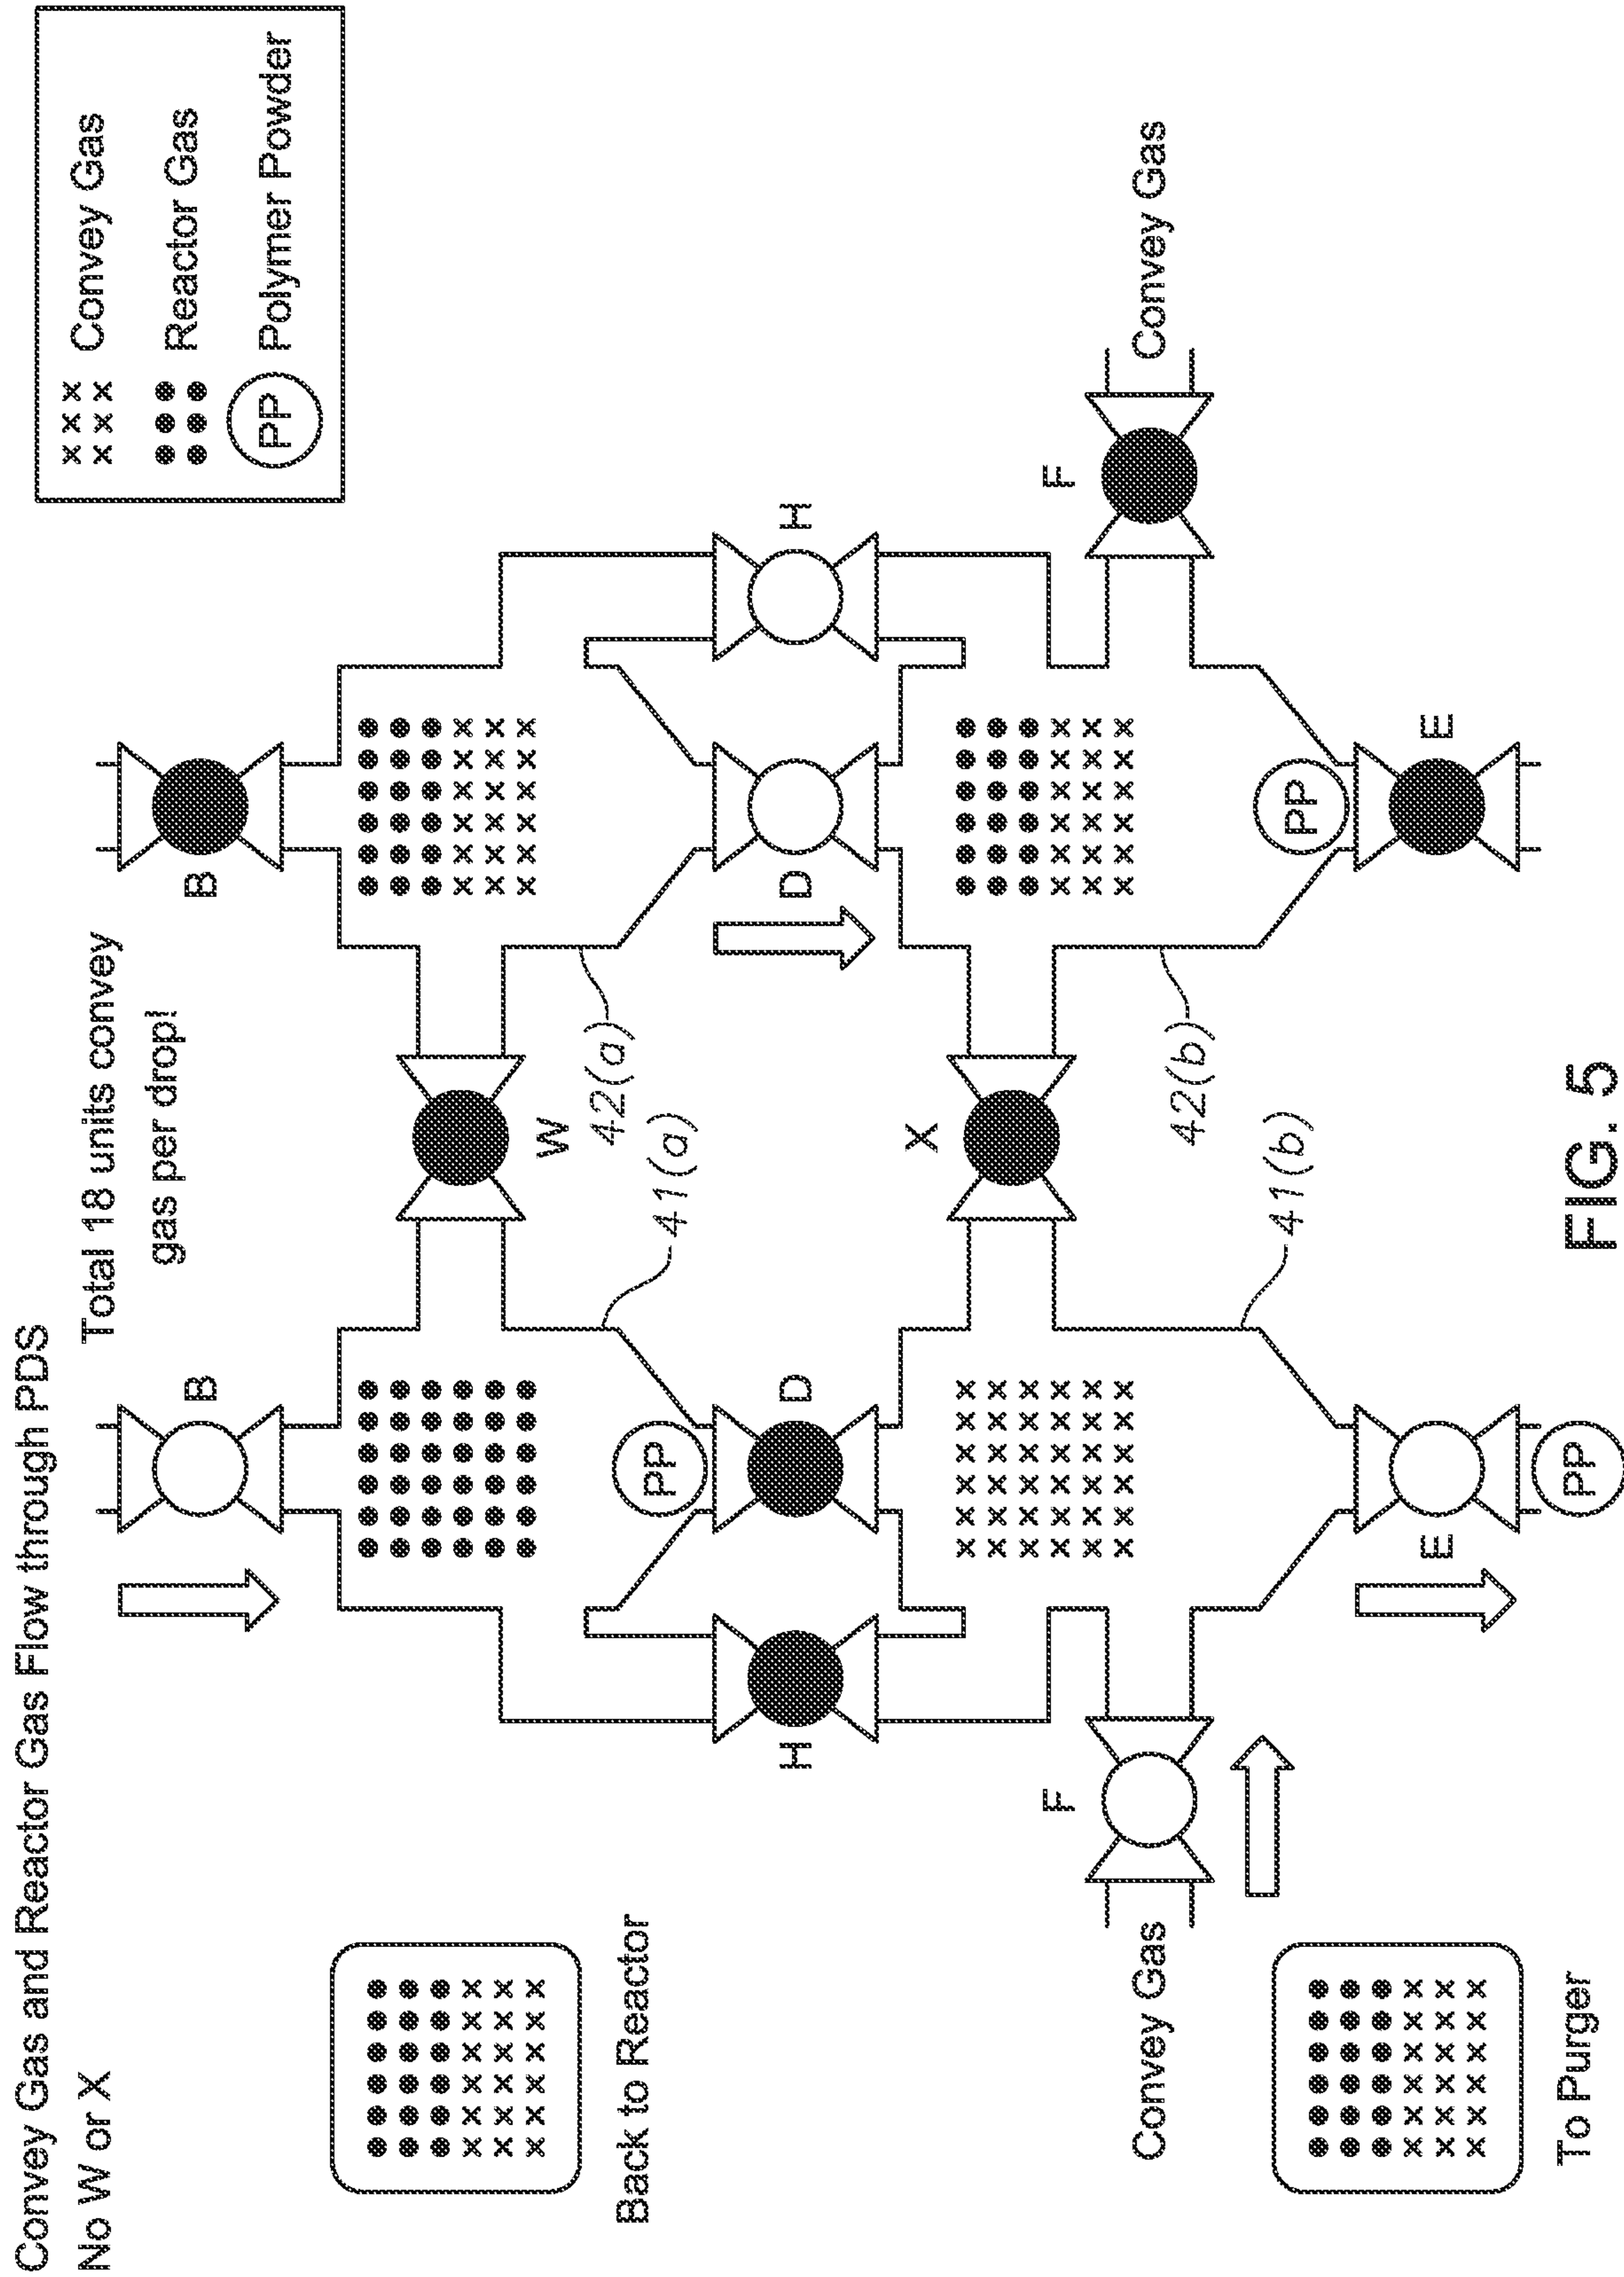 Convey Gas and Reactor Gas Flow through PDS
No W or X
Total 18 units convey
gas per drop!
Convey Gas
Reactor Gas
PP Polymer Powder
B
B
W
42(a)
Back to Reactor
PP
41(a)
H
D
D
H
X
F
F
Convey Gas
Convey Gas
42(b)
41(b)
PP
E
E
To Purger
PP
FIG. 5